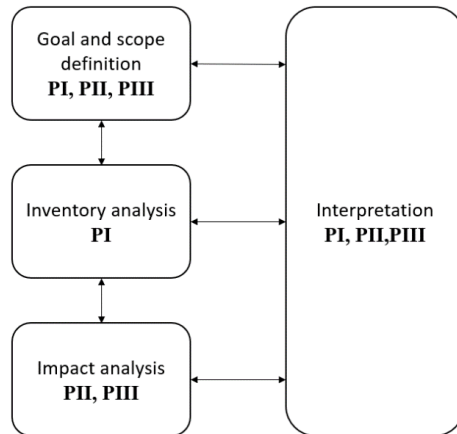 Goal and scope
definition
PI, PII, PIII
Inventory analysis
PI
Impact analysis
PII, PIII
Interpretation
PI, PII,PIII